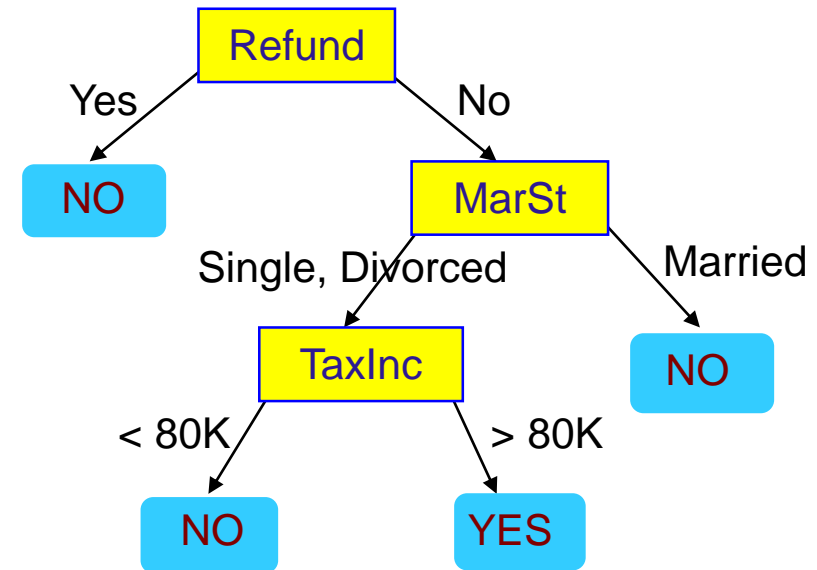 Refund
Yes
No
NO
MarSt
Single, Divorced
Married
TaxInc
NO
< 80K
> 80K
NO
YES